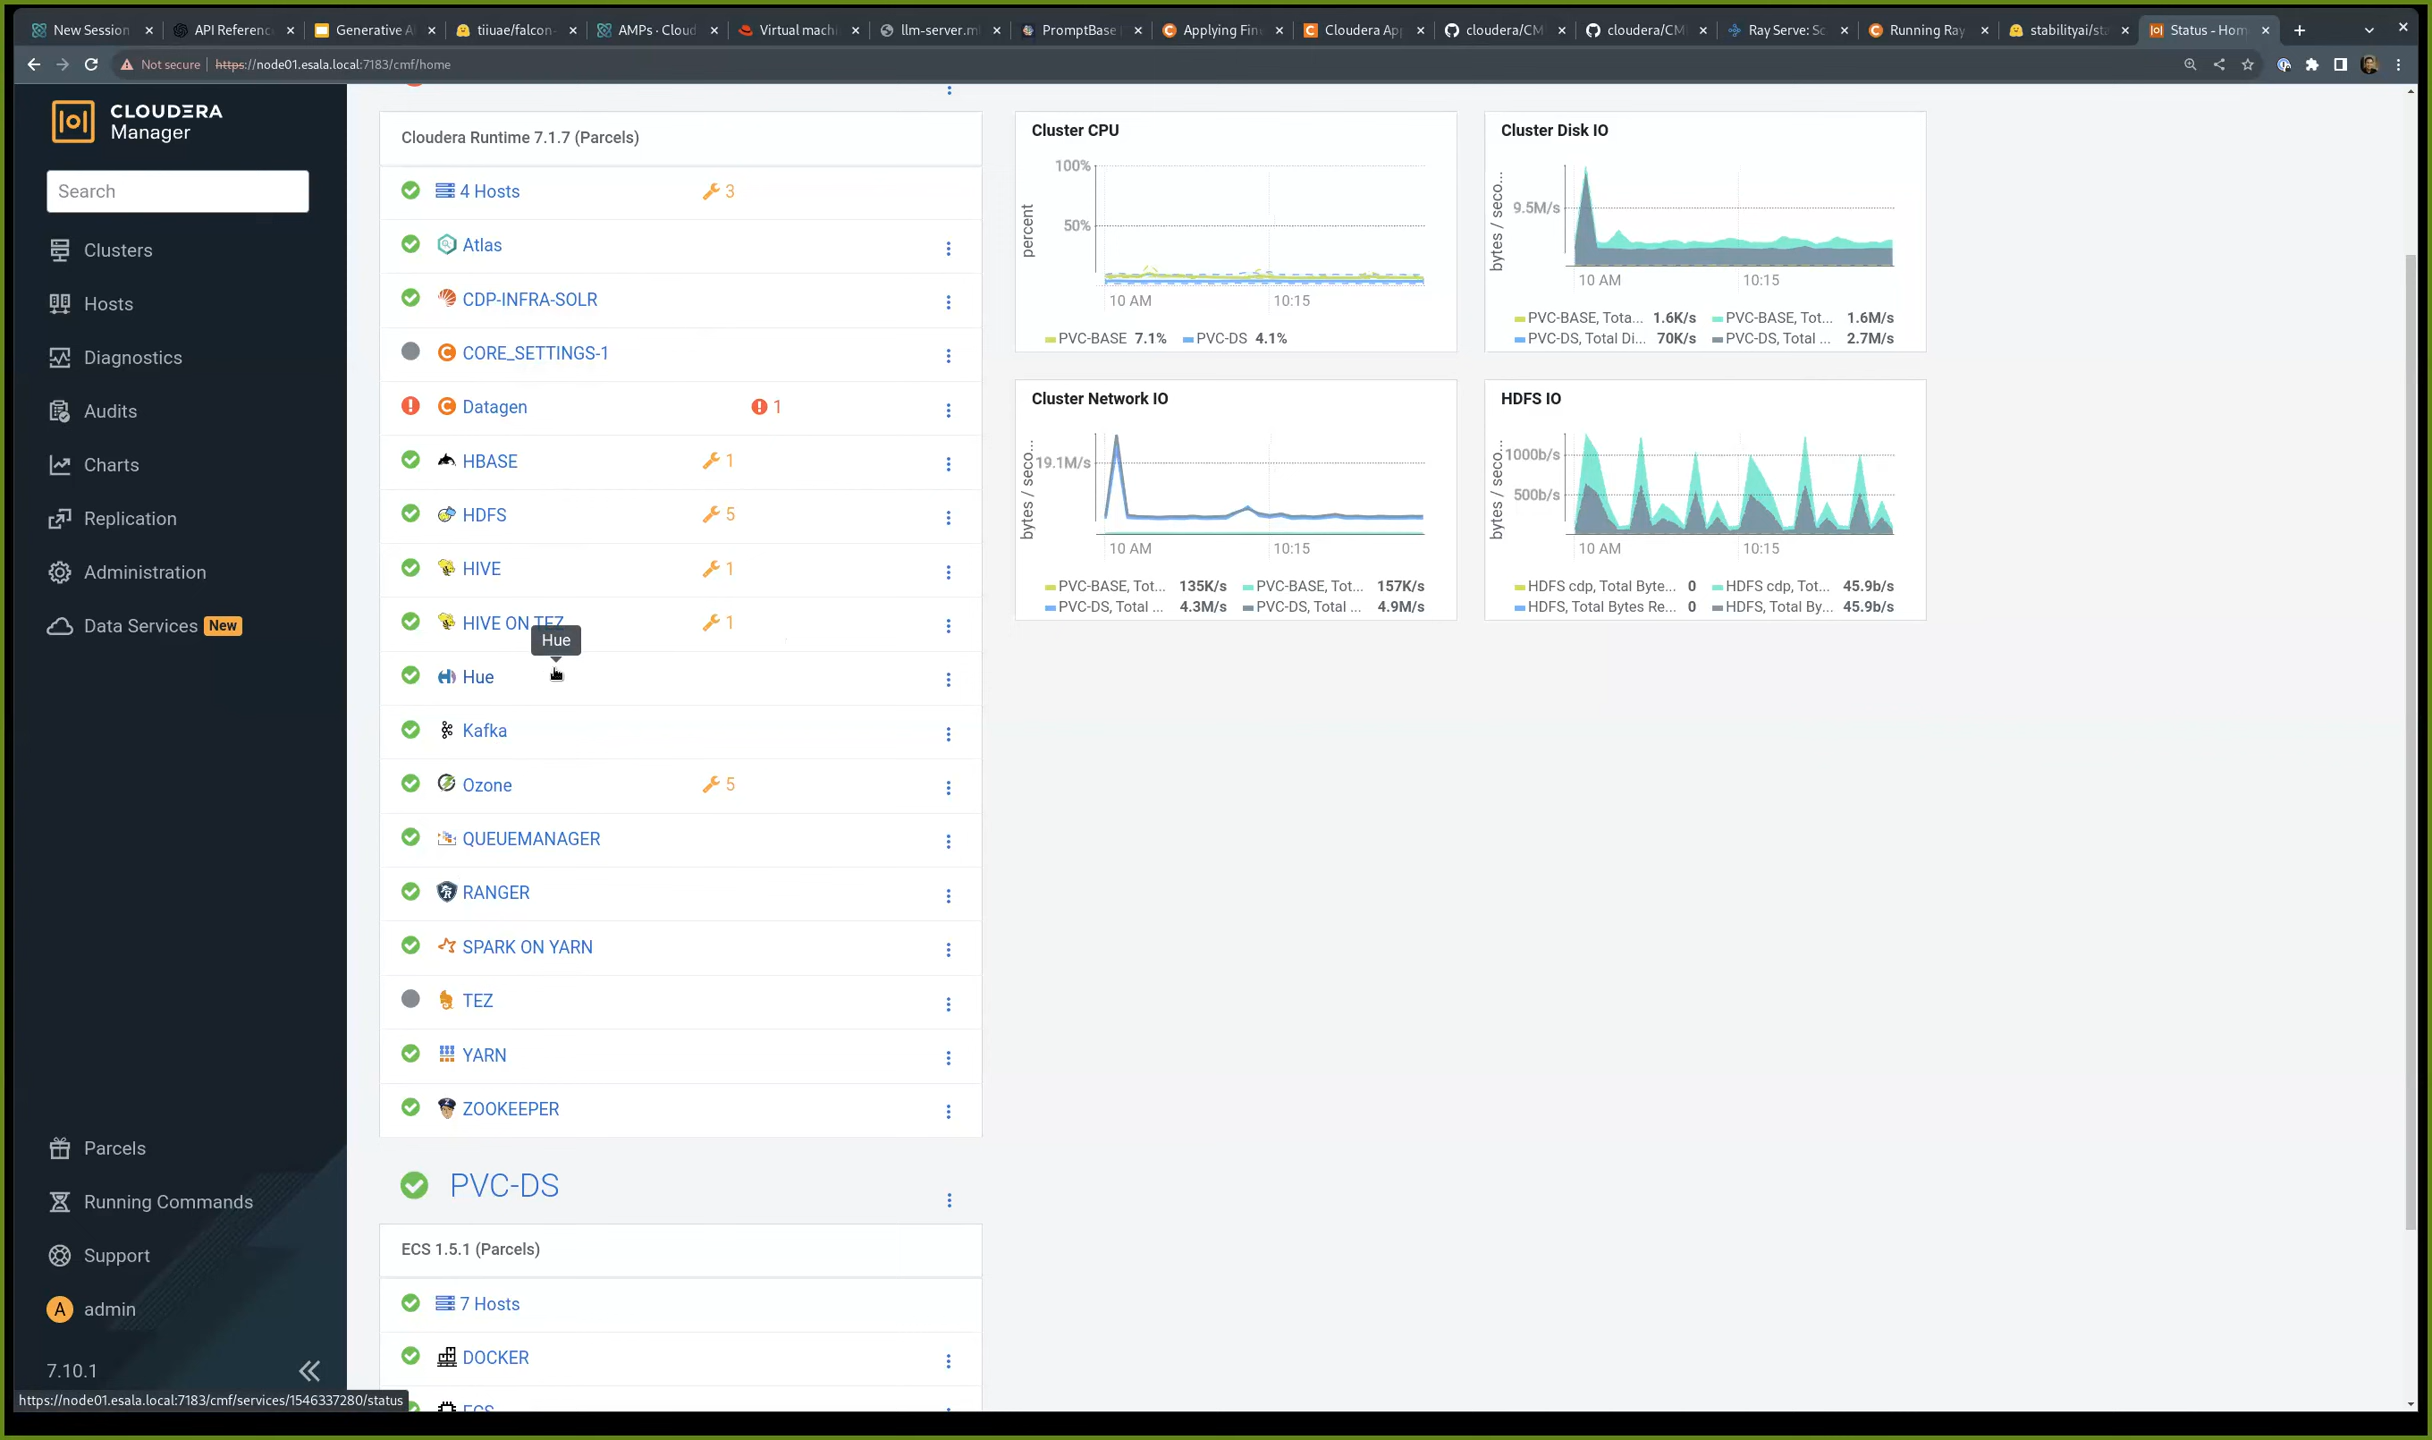 New Session
API Referenc
Generative A
tiiuae/falcon-
AMPs · Cloud
Virtual mach
llm-server.m
PromptBase
Applying Fin
Cloudera Ap
cloudera/CM
cloudera/CM
Ray Serve: Sc
Running Ray
stabilityai/sta
Status - Hom
Not secure
https://node01.esala.local:7183/cmf/home
CLOUDERA
Manager
Search
Clusters
Hosts
Diagnostics
Audits
Charts
Replication
Administration
Data Services New
Parcels
Running Commands
Support
A admin
7.10.1
https://node01.esala.local:7183/cmf/services/1546337280/status
Cloudera Runtime 7.1.7 (Parcels)
4 Hosts 3
Atlas
CDP-INFRA-SOLR
CORE_SETTINGS-1
Datagen 1
HBASE 1
HDFS 5
HIVE 1
HIVE ON TEZ 1
Hue
Hue
Kafka
Ozone 5
QUEUEMANAGER
RANGER
SPARK ON YARN
TEZ
YARN
ZOOKEEPER
PVC-DS
ECS 1.5.1 (Parcels)
7 Hosts
DOCKER
ECS
Cluster CPU
percent
100%
50%
10 AM 10:15
PVC-BASE 7.1% PVC-DS 4.1%
Cluster Disk IO
bytes / seco...
9.5M/s
10 AM 10:15
PVC-BASE, Tota... 1.6K/s PVC-BASE, Tot... 1.6M/s
PVC-DS, Total Di... 70K/s PVC-DS, Total ... 2.7M/s
Cluster Network IO
bytes / seco...
19.1M/s
10 AM 10:15
PVC-BASE, Tot... 135K/s PVC-BASE, Tot... 157K/s
PVC-DS, Total ... 4.3M/s PVC-DS, Total ... 4.9M/s
HDFS IO
bytes / seco...
1000b/s
500b/s
10 AM 10:15
HDFS cdp, Total Byte... 0 HDFS cdp, Tot... 45.9b/s
HDFS, Total Bytes Re... 0 HDFS, Total By... 45.9b/s